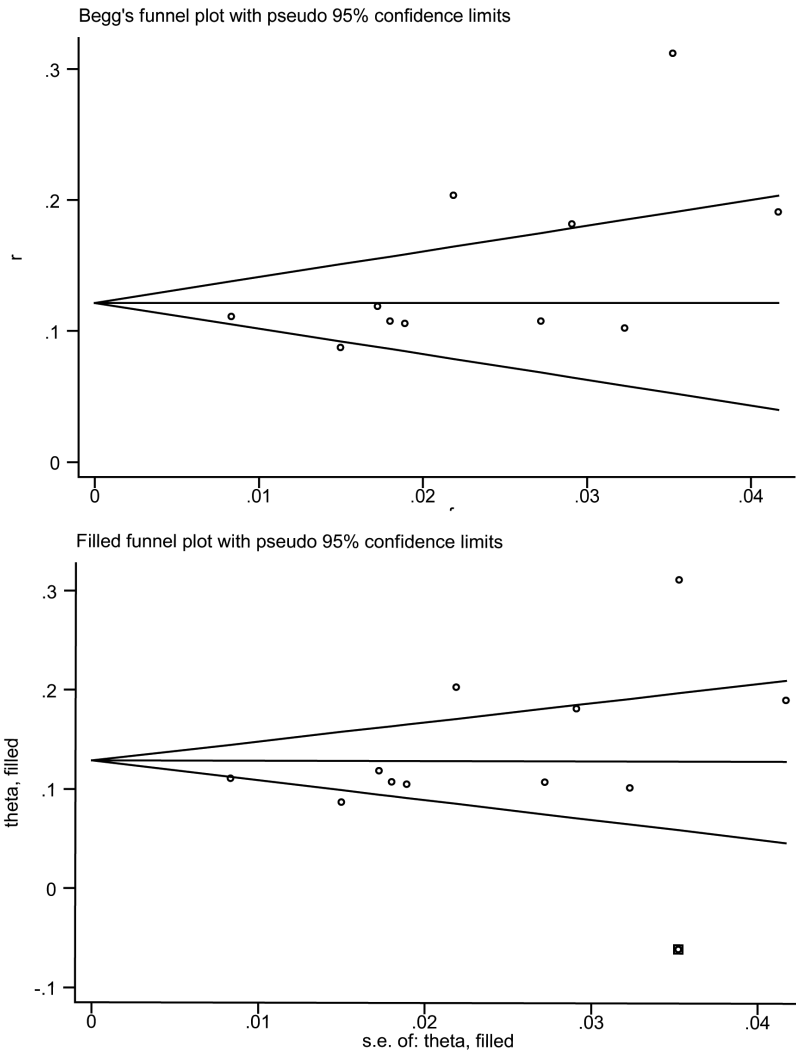 Begg's funnel plot with pseudo 95% confidence limits
.3
.2
r
.1
0
0 .01 .02 .03 .04
Filled funnel plot with pseudo 95% confidence limits
.3
.2
theta, filled
.1
0
-.1
0 .01 .02 .03 .04
s.e. of: theta, filled